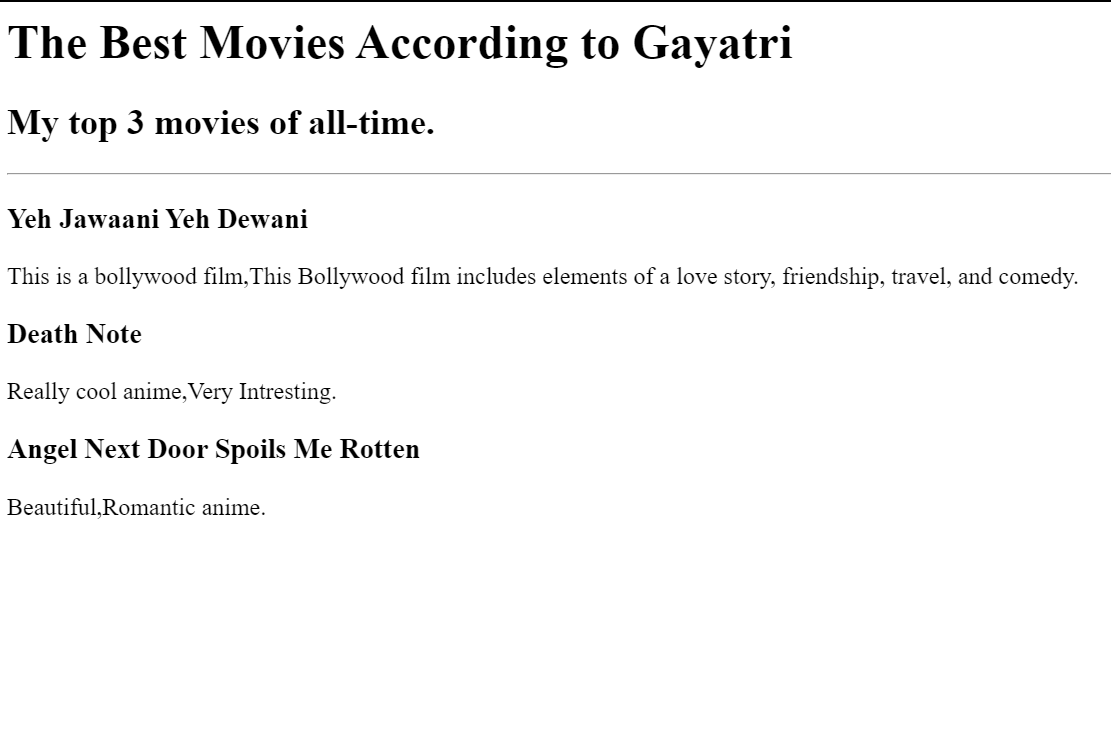 The Best Movies According to Gayatri
My top 3 movies of all-time.
Yeh Jawaani Yeh Dewani
This is a bollywood film,This Bollywood film includes elements of a love story, friendship, travel, and comedy.
Death Note
Really cool anime,Very Intresting.
Angel Next Door Spoils Me Rotten
Beautiful,Romantic anime.